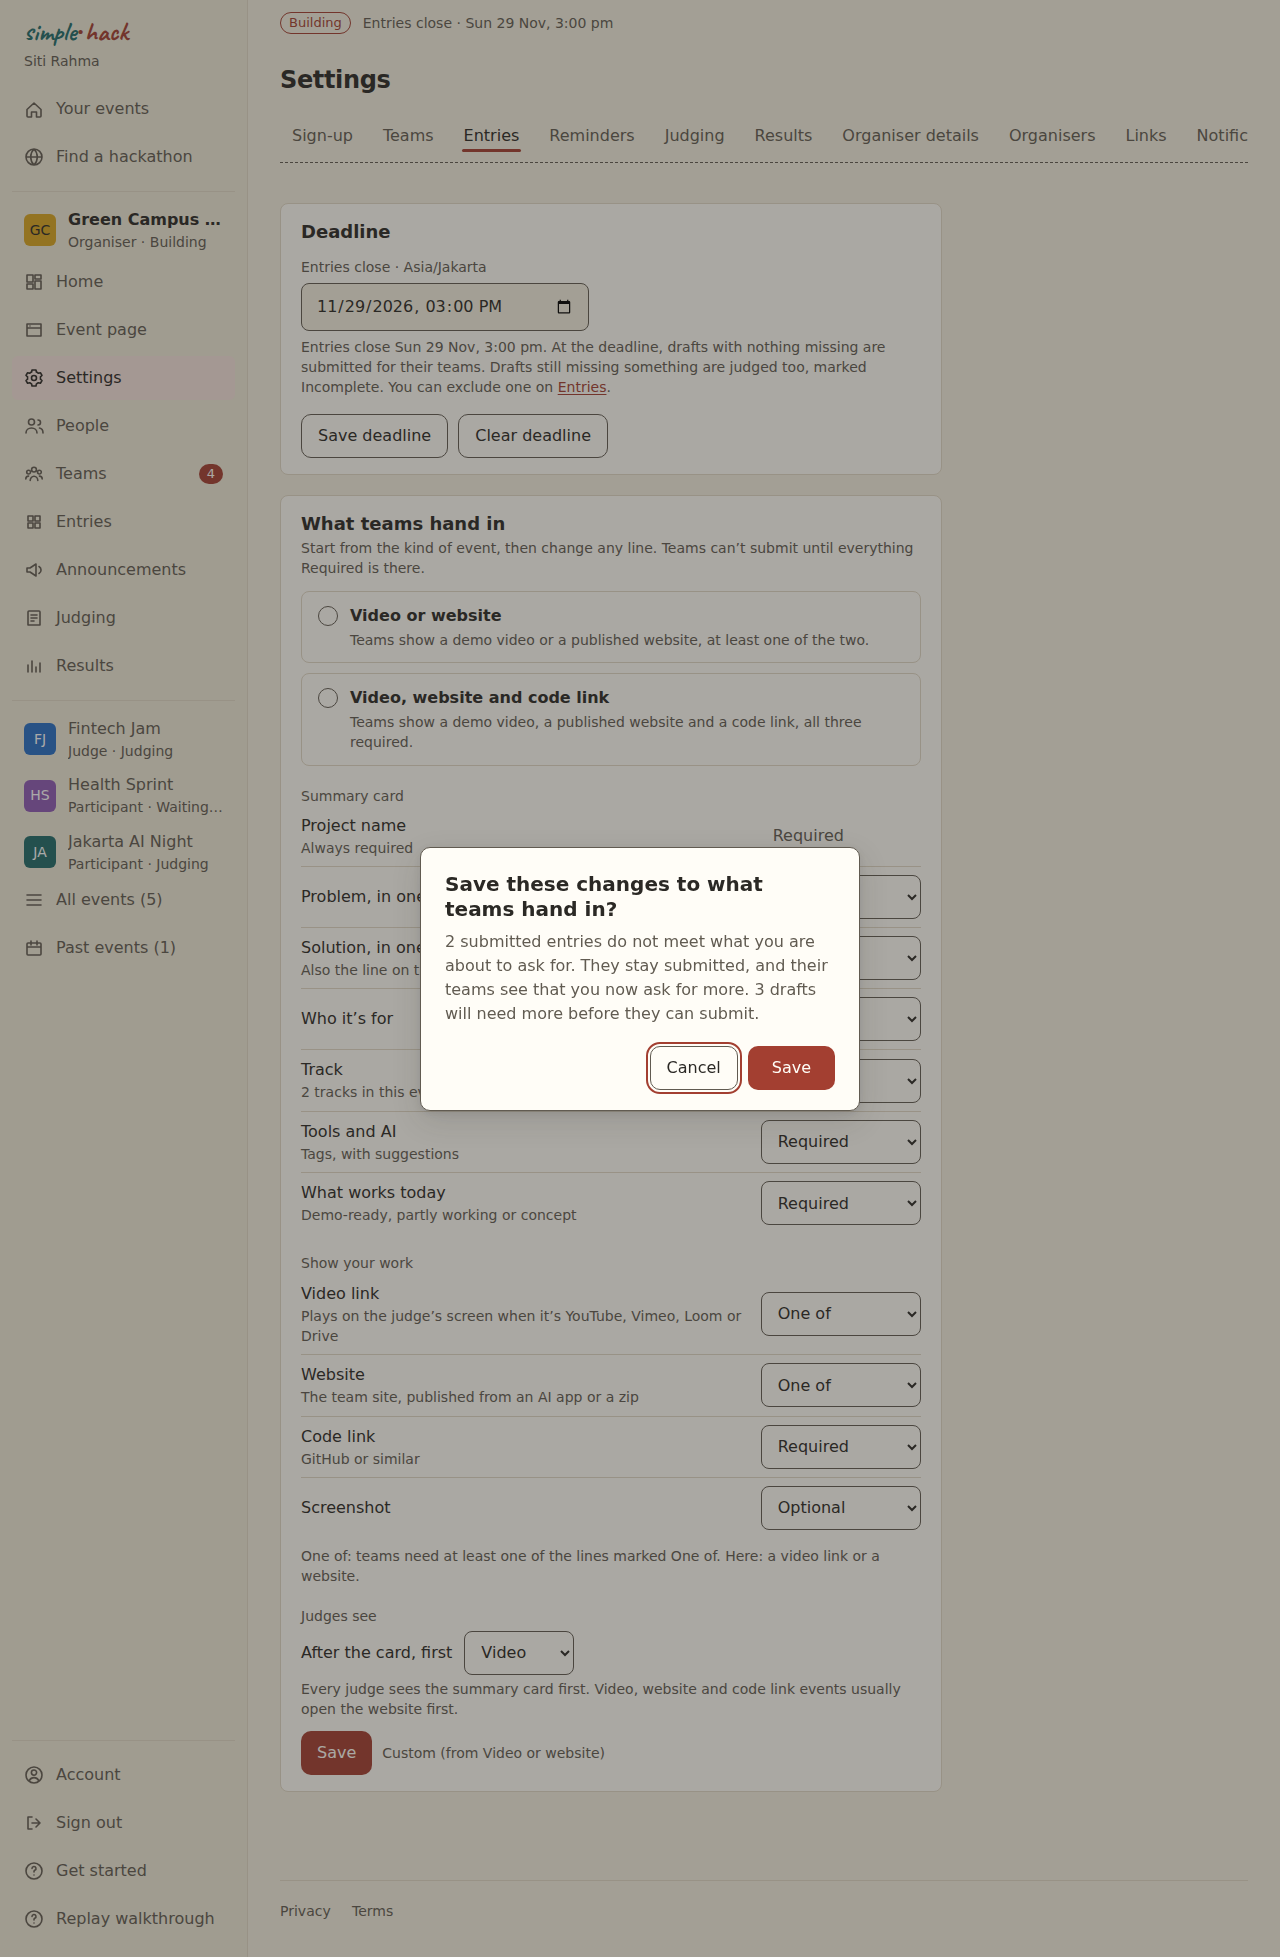 simple·hack
Siti Rahma
Your events
Find a hackathon
GC
Green Campus …
Organiser · Building
Home
Event page
Settings
People
Teams
4
Entries
Announcements
Judging
Results
FJ
Fintech Jam
Judge · Judging
HS
Health Sprint
Participant · Waiting…
JA
Jakarta AI Night
Participant · Judging
All events (5)
Past events (1)
Account
Sign out
Get started
Replay walkthrough
Building
Entries close · Sun 29 Nov, 3:00 pm
Settings
Sign-up
Teams
Entries
Reminders
Judging
Results
Organiser details
Organisers
Links
Notific
Deadline
Entries close · Asia/Jakarta
11/29/2026, 03:00 PM
Entries close Sun 29 Nov, 3:00 pm. At the deadline, drafts with nothing missing are
submitted for their teams. Drafts still missing something are judged too, marked
Incomplete. You can exclude one on Entries.
Save deadline
Clear deadline
What teams hand in
Start from the kind of event, then change any line. Teams can’t submit until everything
Required is there.
Video or website
Teams show a demo video or a published website, at least one of the two.
Video, website and code link
Teams show a demo video, a published website and a code link, all three
required.
Summary card
Project name
Always required
Required
Problem, in one
Solution, in one
Also the line on t
Who it’s for
Track
2 tracks in this ev
Save these changes to what
teams hand in?
2 submitted entries do not meet what you are
about to ask for. They stay submitted, and their
teams see that you now ask for more. 3 drafts
will need more before they can submit.
Cancel
Save
Tools and AI
Tags, with suggestions
Required
What works today
Demo-ready, partly working or concept
Required
Show your work
Video link
Plays on the judge’s screen when it’s YouTube, Vimeo, Loom or
Drive
One of
Website
The team site, published from an AI app or a zip
One of
Code link
GitHub or similar
Required
Screenshot
Optional
One of: teams need at least one of the lines marked One of. Here: a video link or a
website.
Judges see
After the card, first
Video
Every judge sees the summary card first. Video, website and code link events usually
open the website first.
Save
Custom (from Video or website)
Privacy
Terms